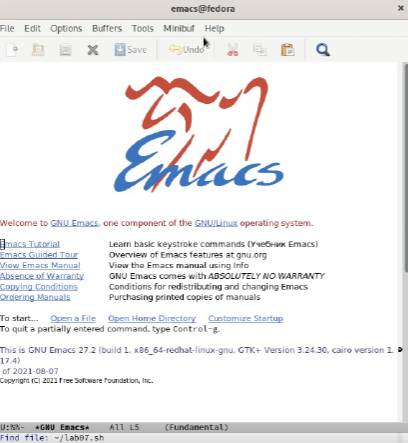 emacs@fedora
File Edit Options Buffers Tools Minibuf Help
Save Undo
Emacs
Welcome to GNU Emacs, one component of the GNU/Linux operating system.
Emacs Tutorial Learn basic keystroke commands (Учебник Emacs)
Emacs Guided Tour Overview of Emacs features at gnu.org
View Emacs Manual View the Emacs manual using Info
Absence of Warranty GNU Emacs comes with ABSOLUTELY NO WARRANTY
Copying Conditions Conditions for redistributing and changing Emacs
Ordering Manuals Purchasing printed copies of manuals
To start... Open a File Open Home Directory Customize Startup
To quit a partially entered command, type Control-g.
This is GNU Emacs 27.2 (build 1, x86_64-redhat-linux-gnu, GTK+ Version 3.24.30, cairo version 1.
17.4)
of 2021-08-07
Copyright (C) 2021 Free Software Foundation, Inc.
U:%%- *GNU Emacs* All L5 (Fundamental)
Find file: ~/lab07.sh